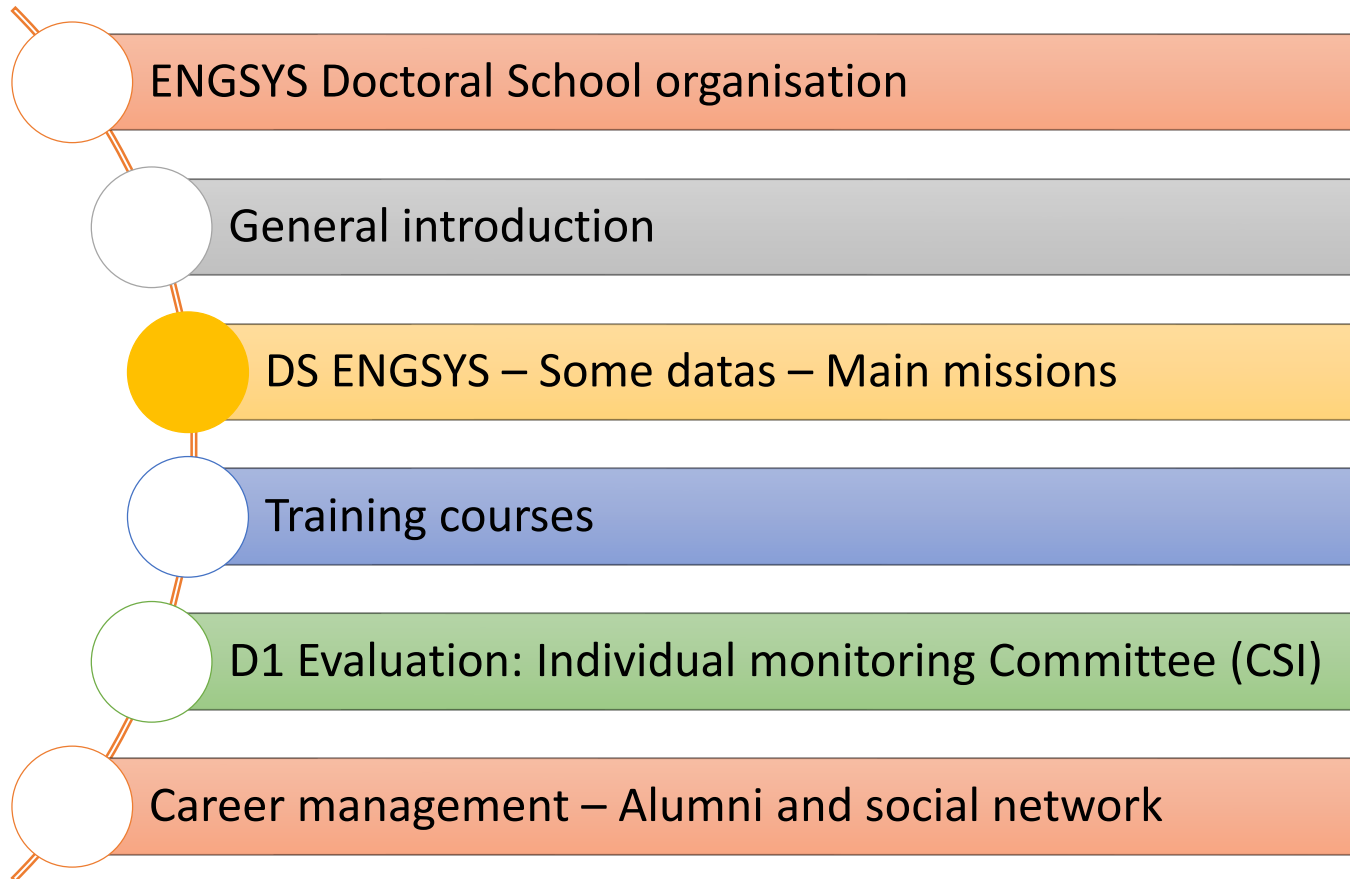 ENGSYS Doctoral School organisation
General introduction
DS ENGSYS – Some datas – Main missions
Training courses
D1 Evaluation: Individual monitoring Committee (CSI)
Career management – Alumni and social network